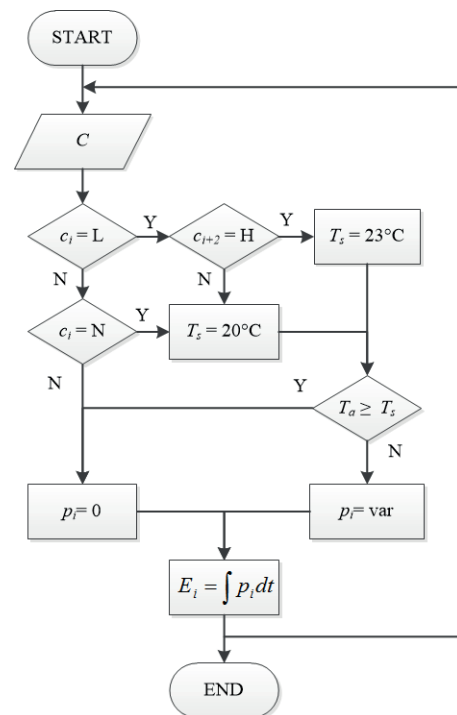 START
C
cᵢ = L
Y
cᵢ₊₂ = H
Y
Tₛ = 23°C
N
N
cᵢ = N
Y
Tₛ = 20°C
N
Y
Tₐ ≥ Tₛ
N
pᵢ= 0
pᵢ= var
Eᵢ = ∫ pᵢ dt
END